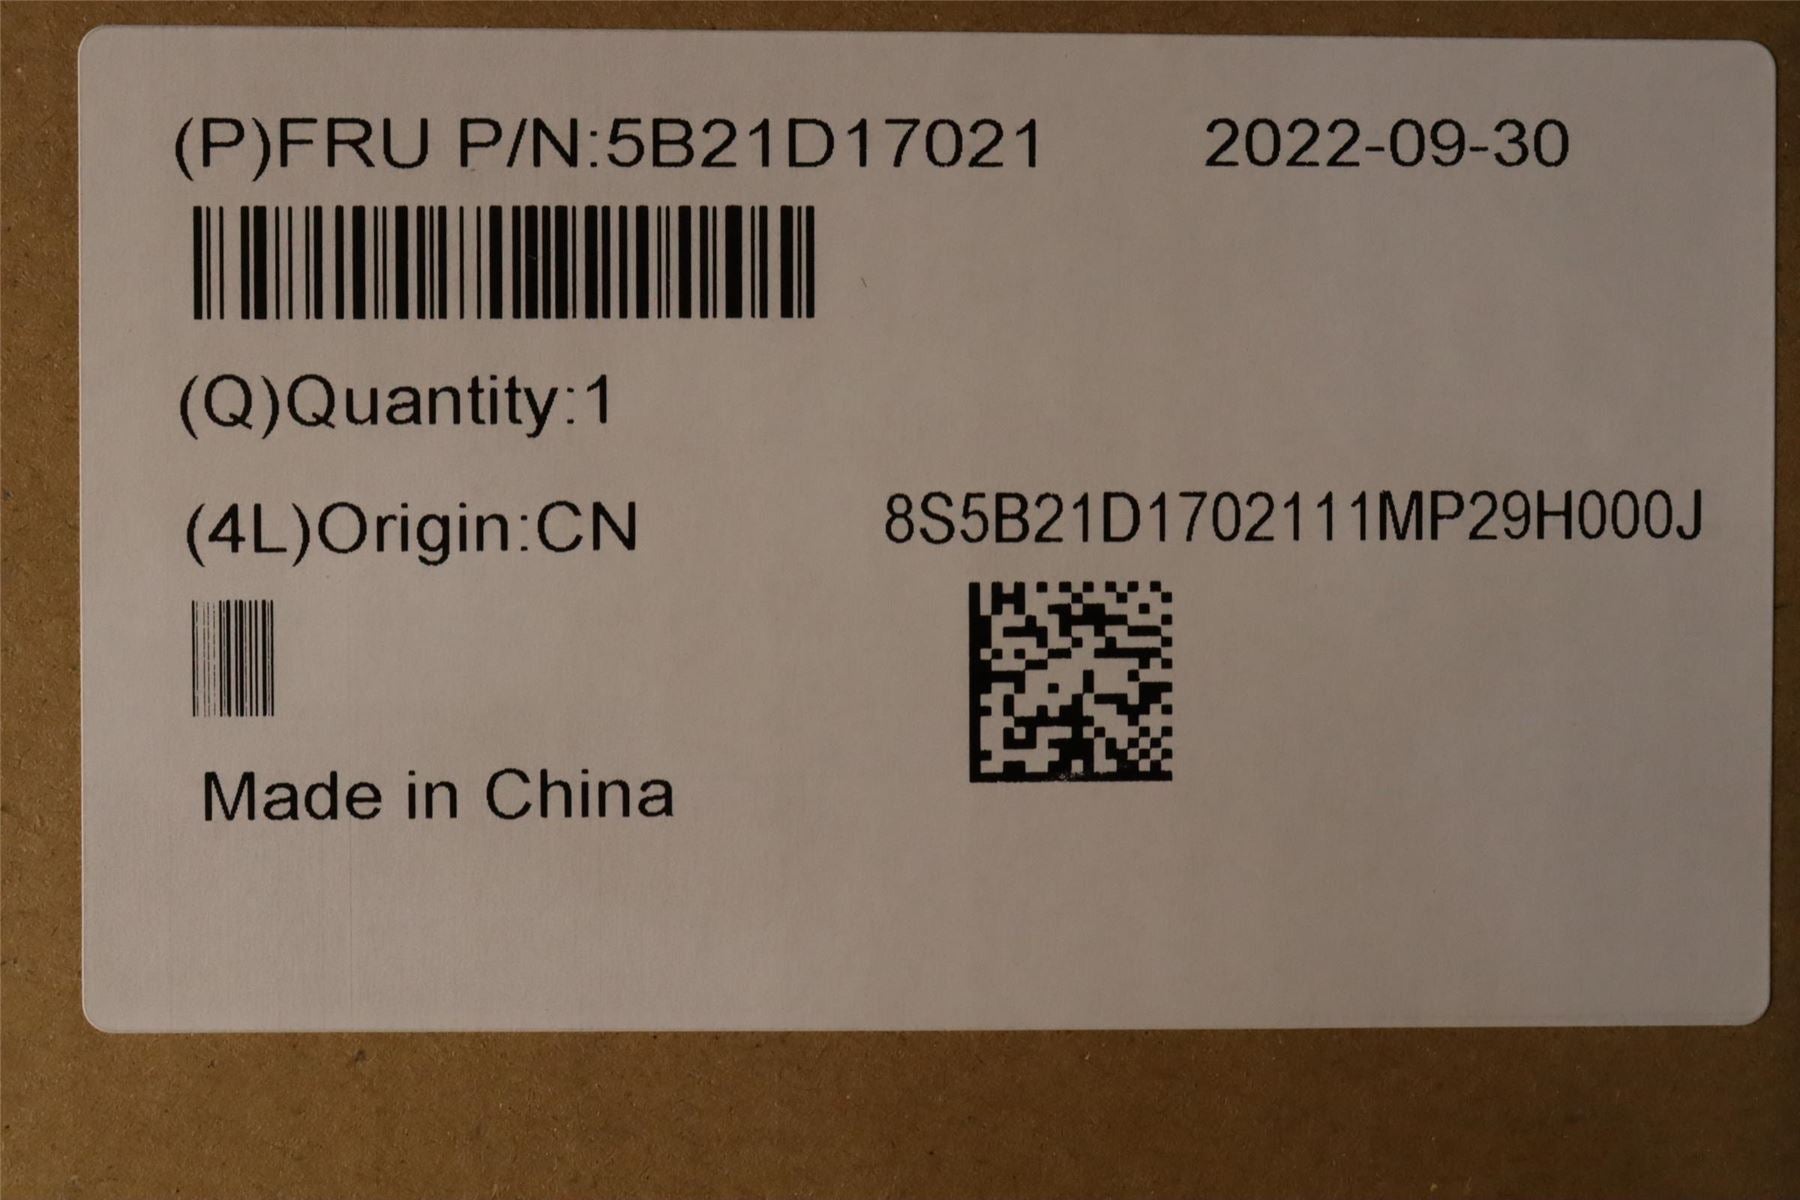 (P)FRU P/N:5B21D17021 2022-09-30
(Q)Quantity:1
(4L)Origin:CN 8S5B21D1702111MP29H000J
Made in China